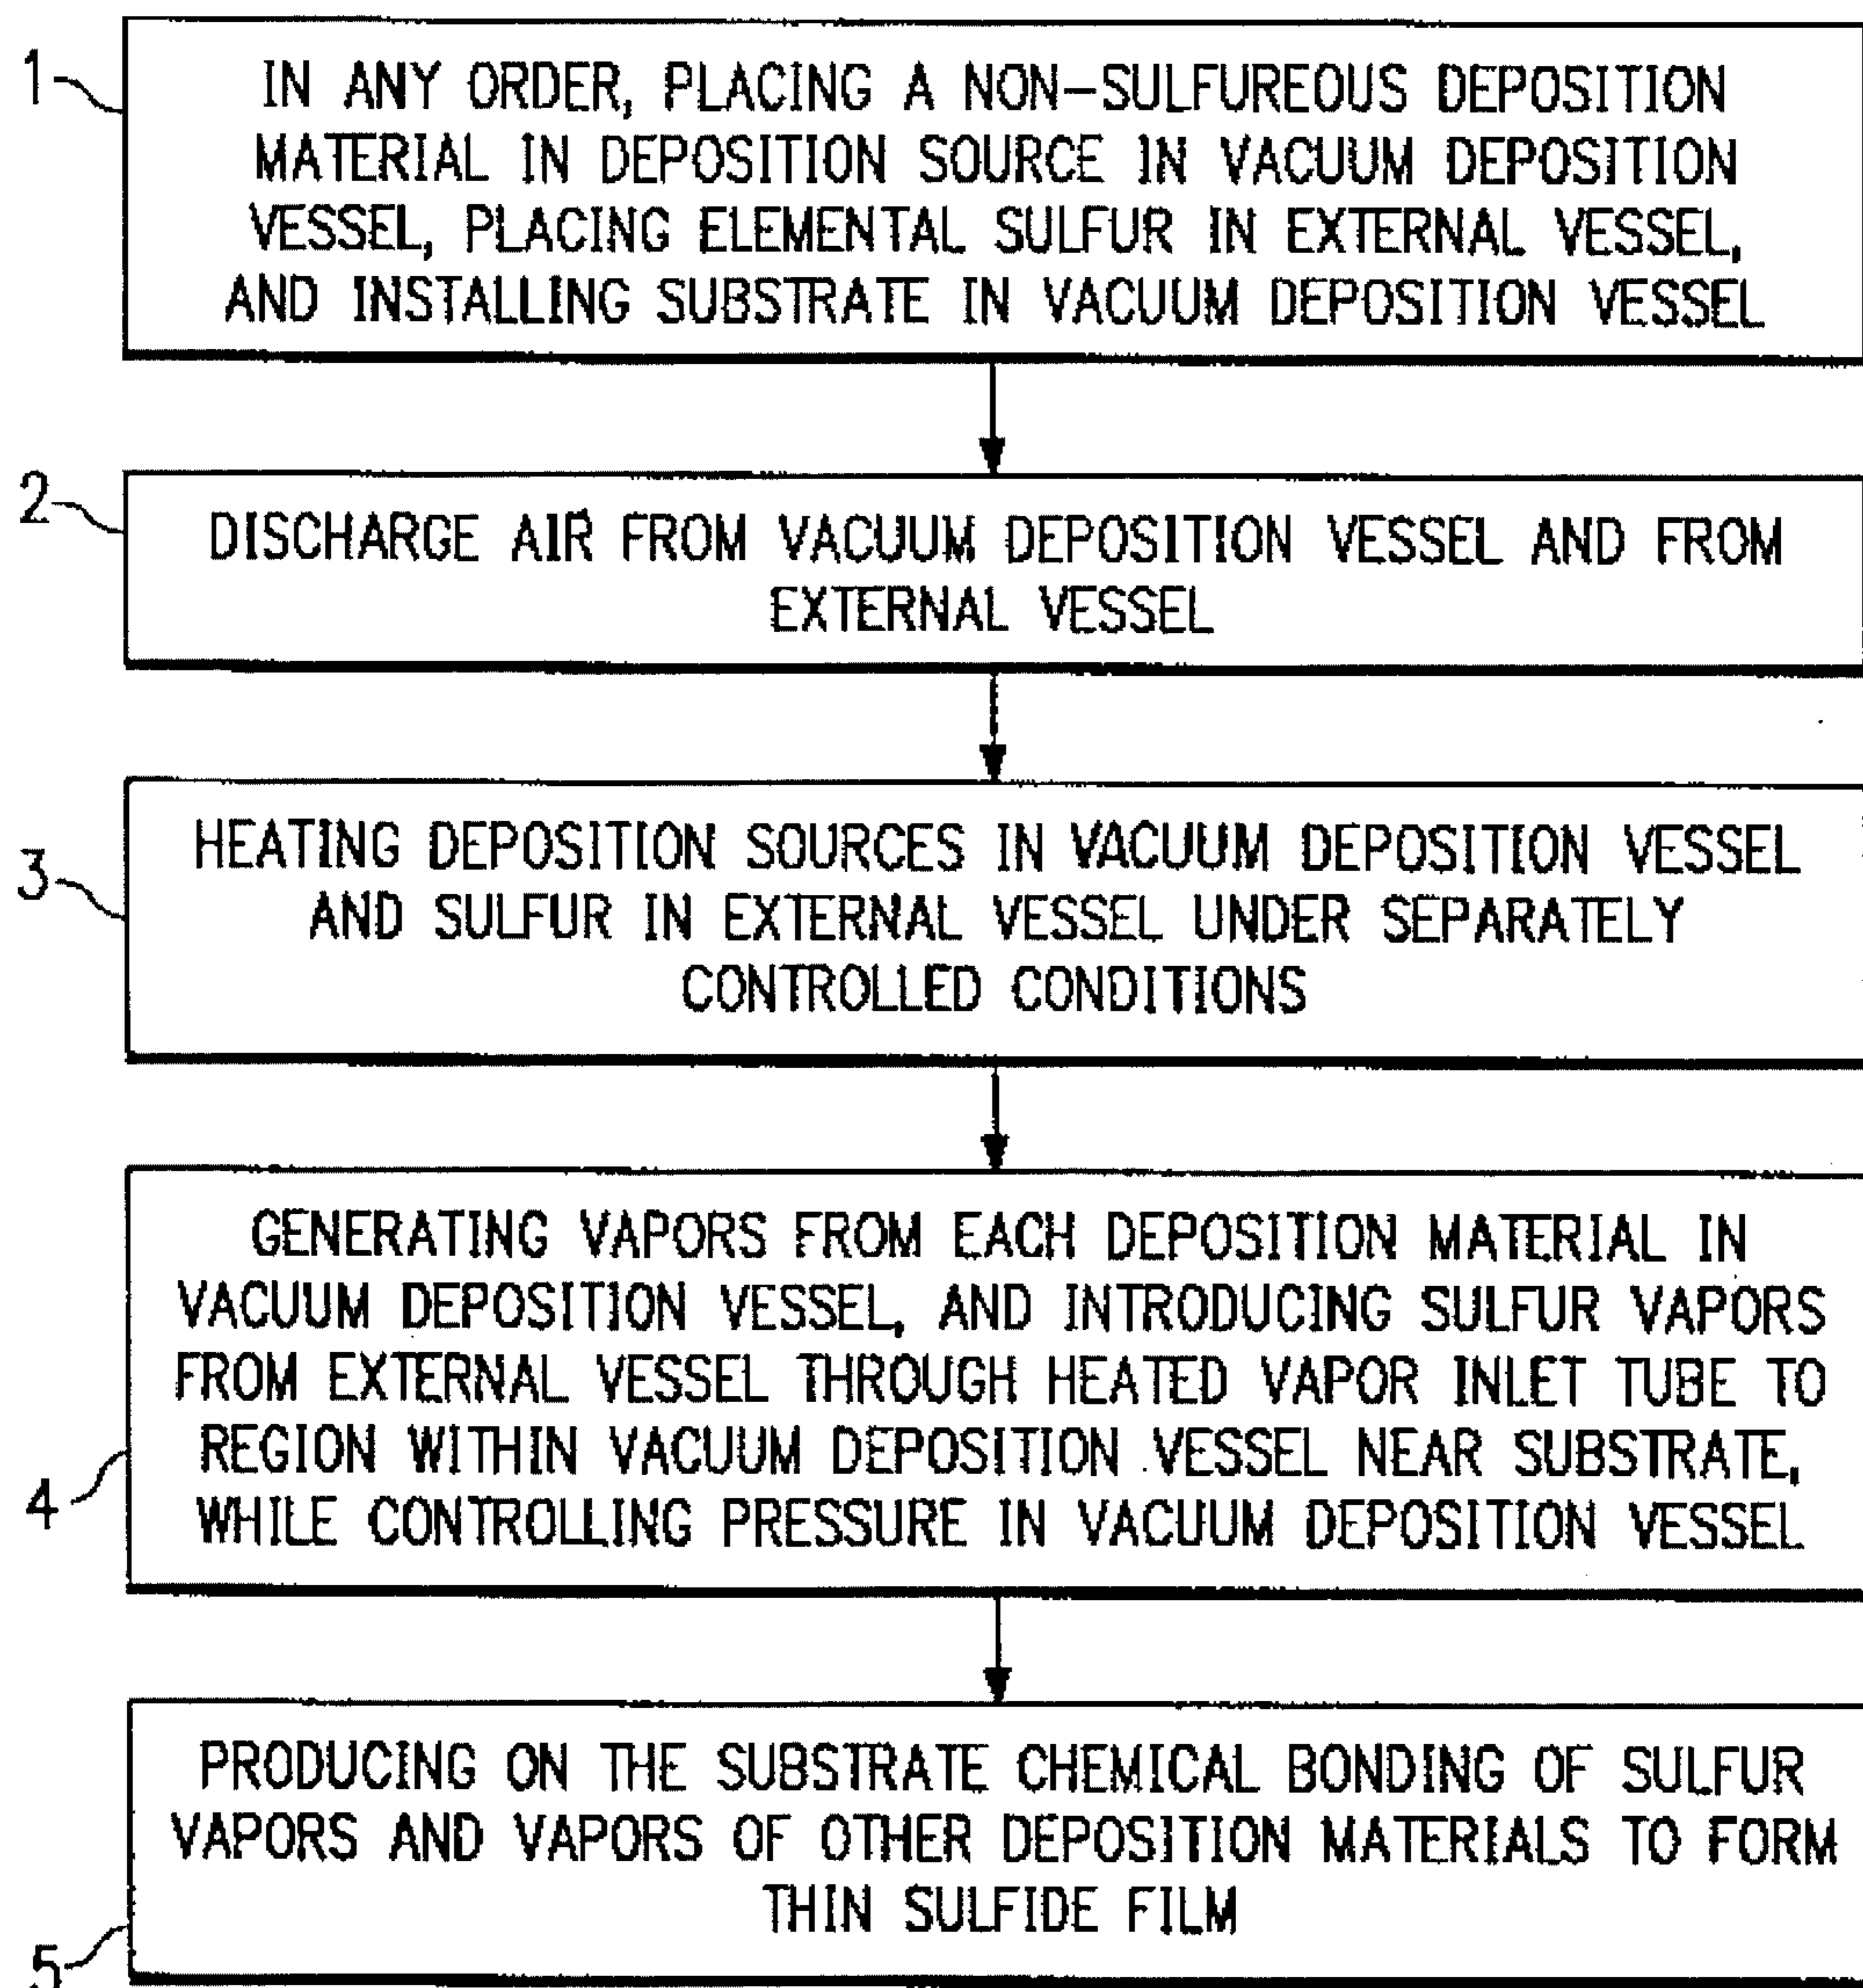 1
IN ANY ORDER, PLACING A NON-SULFUREOUS DEPOSITION
MATERIAL IN DEPOSITION SOURCE IN VACUUM DEPOSITION
VESSEL, PLACING ELEMENTAL SULFUR IN EXTERNAL VESSEL,
AND INSTALLING SUBSTRATE IN VACUUM DEPOSITION VESSEL
2
DISCHARGE AIR FROM VACUUM DEPOSITION VESSEL AND FROM
EXTERNAL VESSEL
3
HEATING DEPOSITION SOURCES IN VACUUM DEPOSITION VESSEL
AND SULFUR IN EXTERNAL VESSEL UNDER SEPARATELY
CONTROLLED CONDITIONS
4
GENERATING VAPORS FROM EACH DEPOSITION MATERIAL IN
VACUUM DEPOSITION VESSEL, AND INTRODUCING SULFUR VAPORS
FROM EXTERNAL VESSEL THROUGH HEATED VAPOR INLET TUBE TO
REGION WITHIN VACUUM DEPOSITION VESSEL NEAR SUBSTRATE,
WHILE CONTROLLING PRESSURE IN VACUUM DEPOSITION VESSEL
5
PRODUCING ON THE SUBSTRATE CHEMICAL BONDING OF SULFUR
VAPORS AND VAPORS OF OTHER DEPOSITION MATERIALS TO FORM
THIN SULFIDE FILM